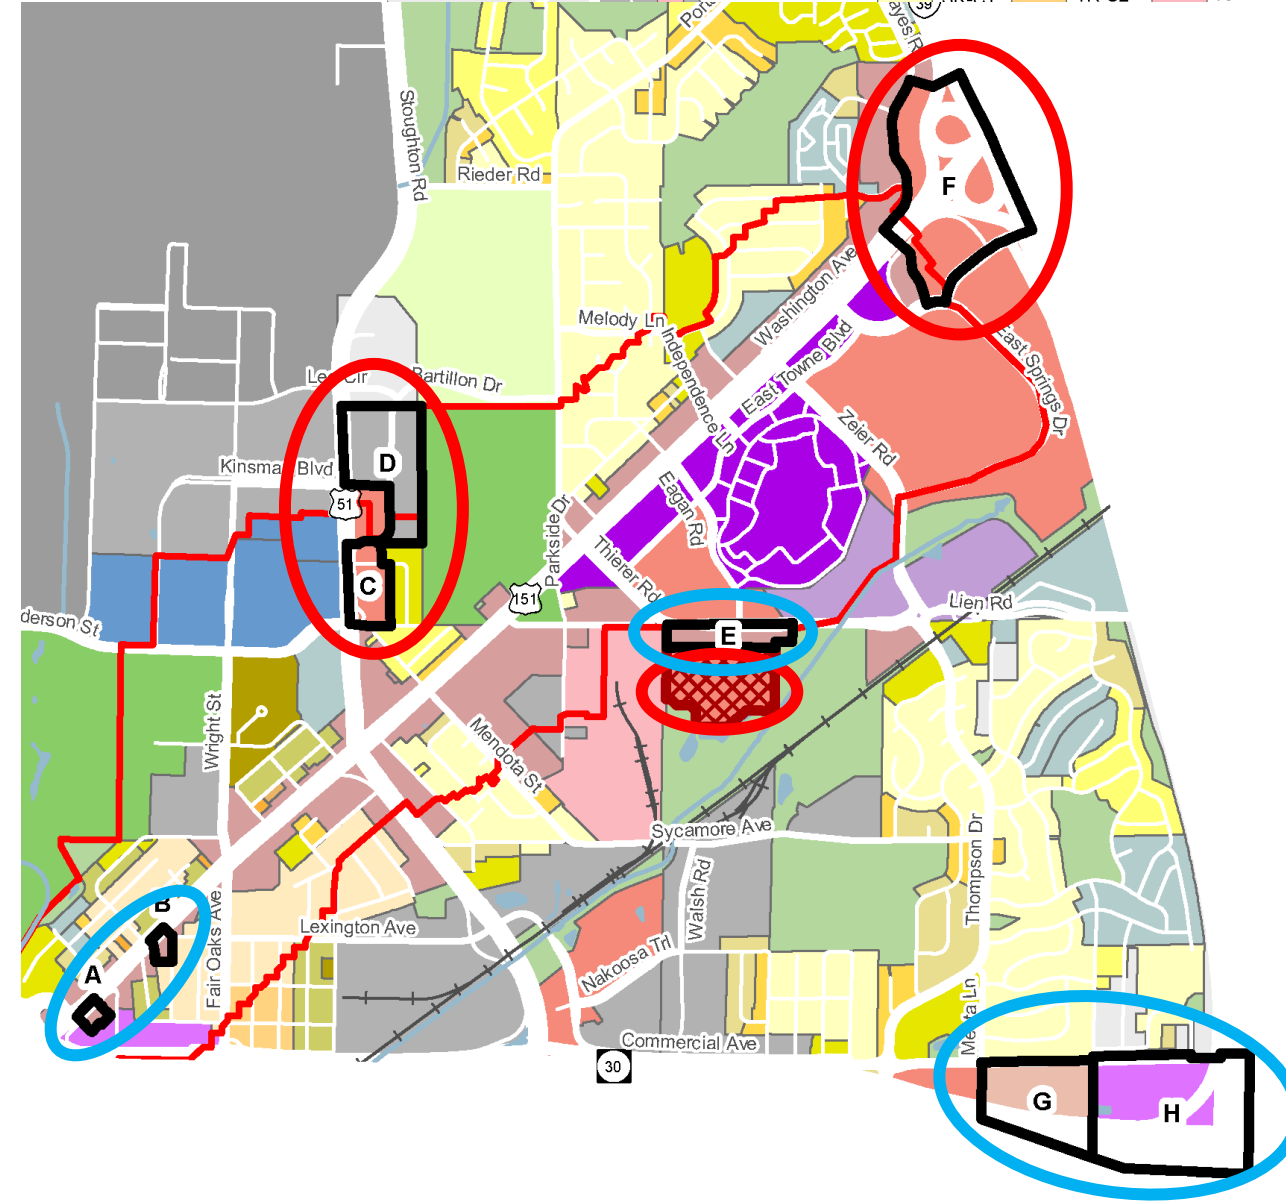 39
Stoughton Rd
Rieder Rd
F
Washington Ave
Melody Ln
Independence Ln
East Towne Blvd
East Springs Dr
Bartillon Dr
Zeier Rd
D
Kinsman Blvd
51
Eagan Rd
Parkside Dr
Thierer Rd
C
151
Lien Rd
E
Wright St
Mendota St
Sycamore Ave
Thompson Dr
Walsh Rd
B
Fair Oaks Ave
Lexington Ave
Nakoosa Trl
A
Commercial Ave
30
G
H